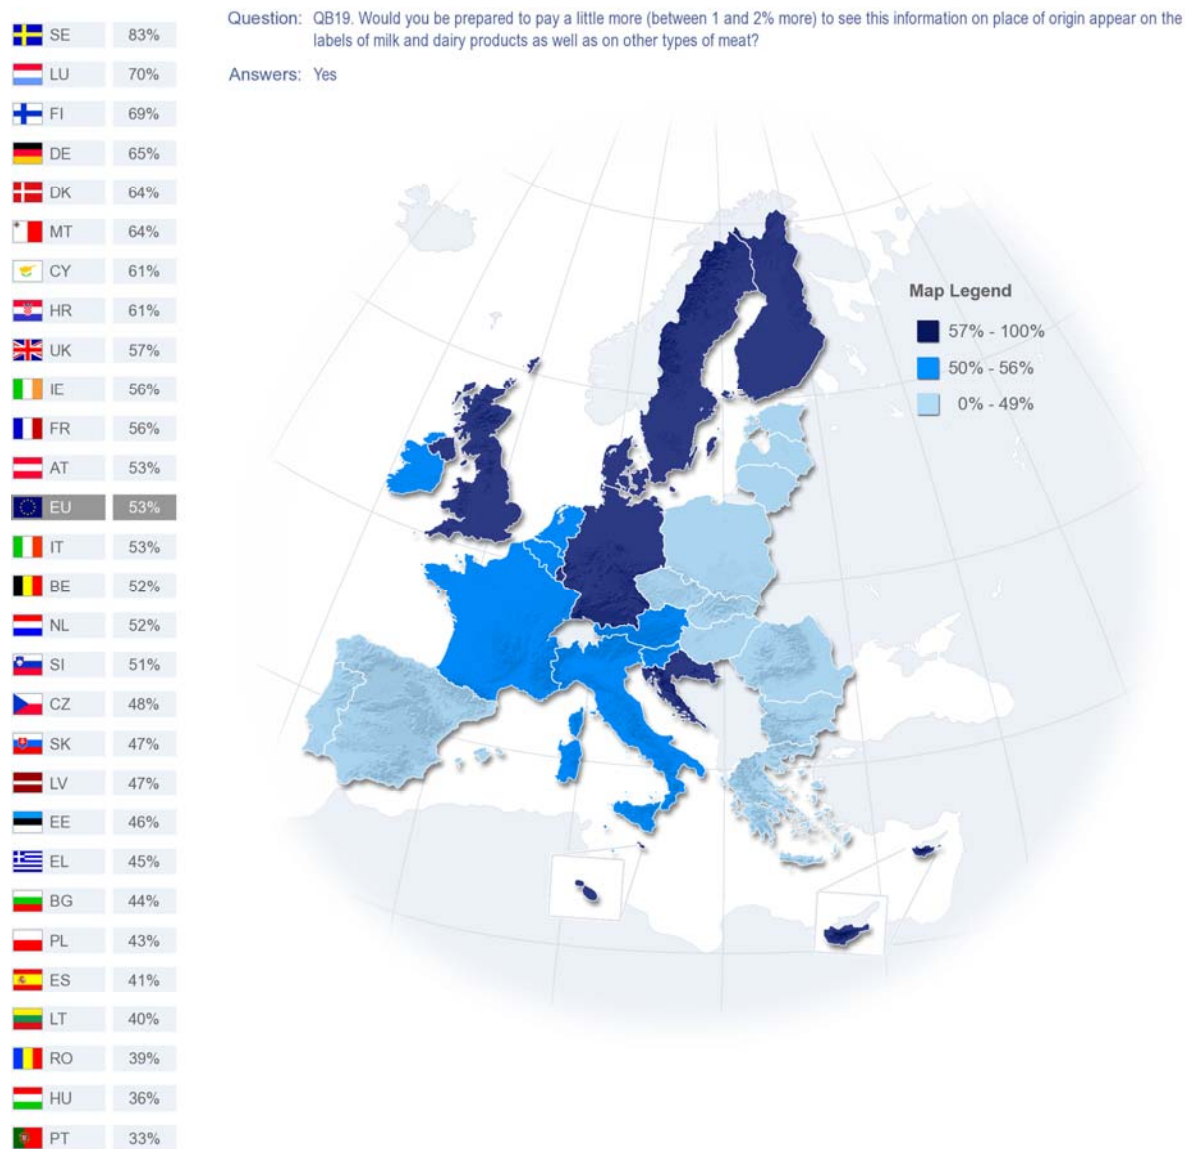 Question: QB19. Would you be prepared to pay a little more (between 1 and 2% more) to see this information on place of origin appear on the
labels of milk and dairy products as well as on other types of meat?
Answers: Yes
SE 83%
LU 70%
FI 69%
DE 65%
DK 64%
MT 64%
CY 61%
HR 61%
UK 57%
IE 56%
FR 56%
AT 53%
EU 53%
IT 53%
BE 52%
NL 52%
SI 51%
CZ 48%
SK 47%
LV 47%
EE 46%
EL 45%
BG 44%
PL 43%
ES 41%
LT 40%
RO 39%
HU 36%
PT 33%
Map Legend
57% - 100%
50% - 56%
0% - 49%